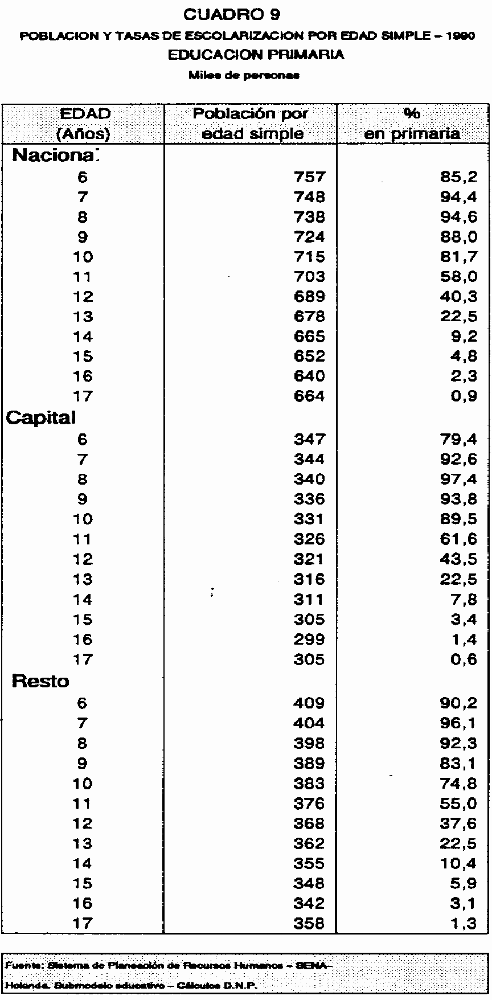 CUADRO 9
POBLACION Y TASAS DE ESCOLARIZACION POR EDAD SIMPLE – 1990
EDUCACION PRIMARIA
Miles de personas
EDAD Población por %
(Años) edad simple en primaria
Nacional
6 757 85,2
7 748 94,4
8 738 94,6
9 724 88,0
10 715 81,7
11 703 58,0
12 689 40,3
13 678 22,5
14 665 9,2
15 652 4,8
16 640 2,3
17 664 0,9
Capital
6 347 79,4
7 344 92,6
8 340 97,4
9 336 93,8
10 331 89,5
11 326 61,6
12 321 43,5
13 316 22,5
14 311 7,8
15 305 3,4
16 299 1,4
17 305 0,6
Resto
6 409 90,2
7 404 96,1
8 398 92,3
9 389 83,1
10 383 74,8
11 376 55,0
12 368 37,6
13 362 22,5
14 355 10,4
15 348 5,9
16 342 3,1
17 358 1,3
Fuente: Sistema de Planeación de Recursos Humanos – SENA–
Holanda. Submodelo educativo – Cálculos D.N.P.